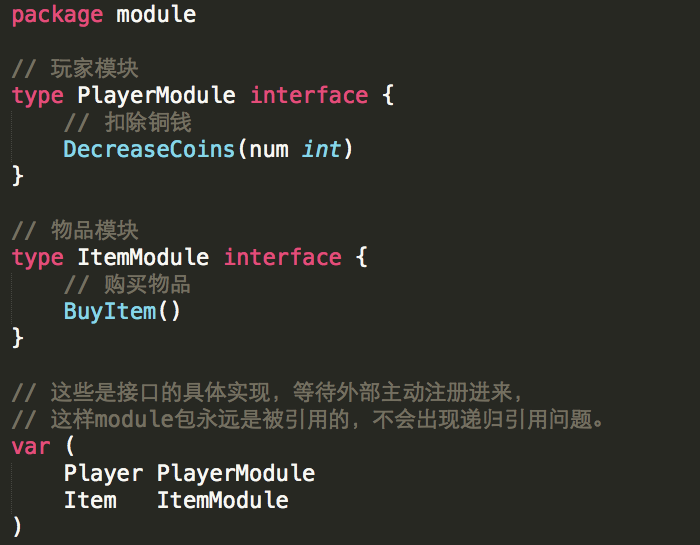 package module
// 玩家模块
type PlayerModule interface {
// 扣除铜钱
DecreaseCoins(num int)
}
// 物品模块
type ItemModule interface {
// 购买物品
BuyItem()
}
// 这些是接口的具体实现，等待外部主动注册进来，
// 这样module包永远是被引用的，不会出现递归引用问题。
var (
Player PlayerModule
Item   ItemModule
)